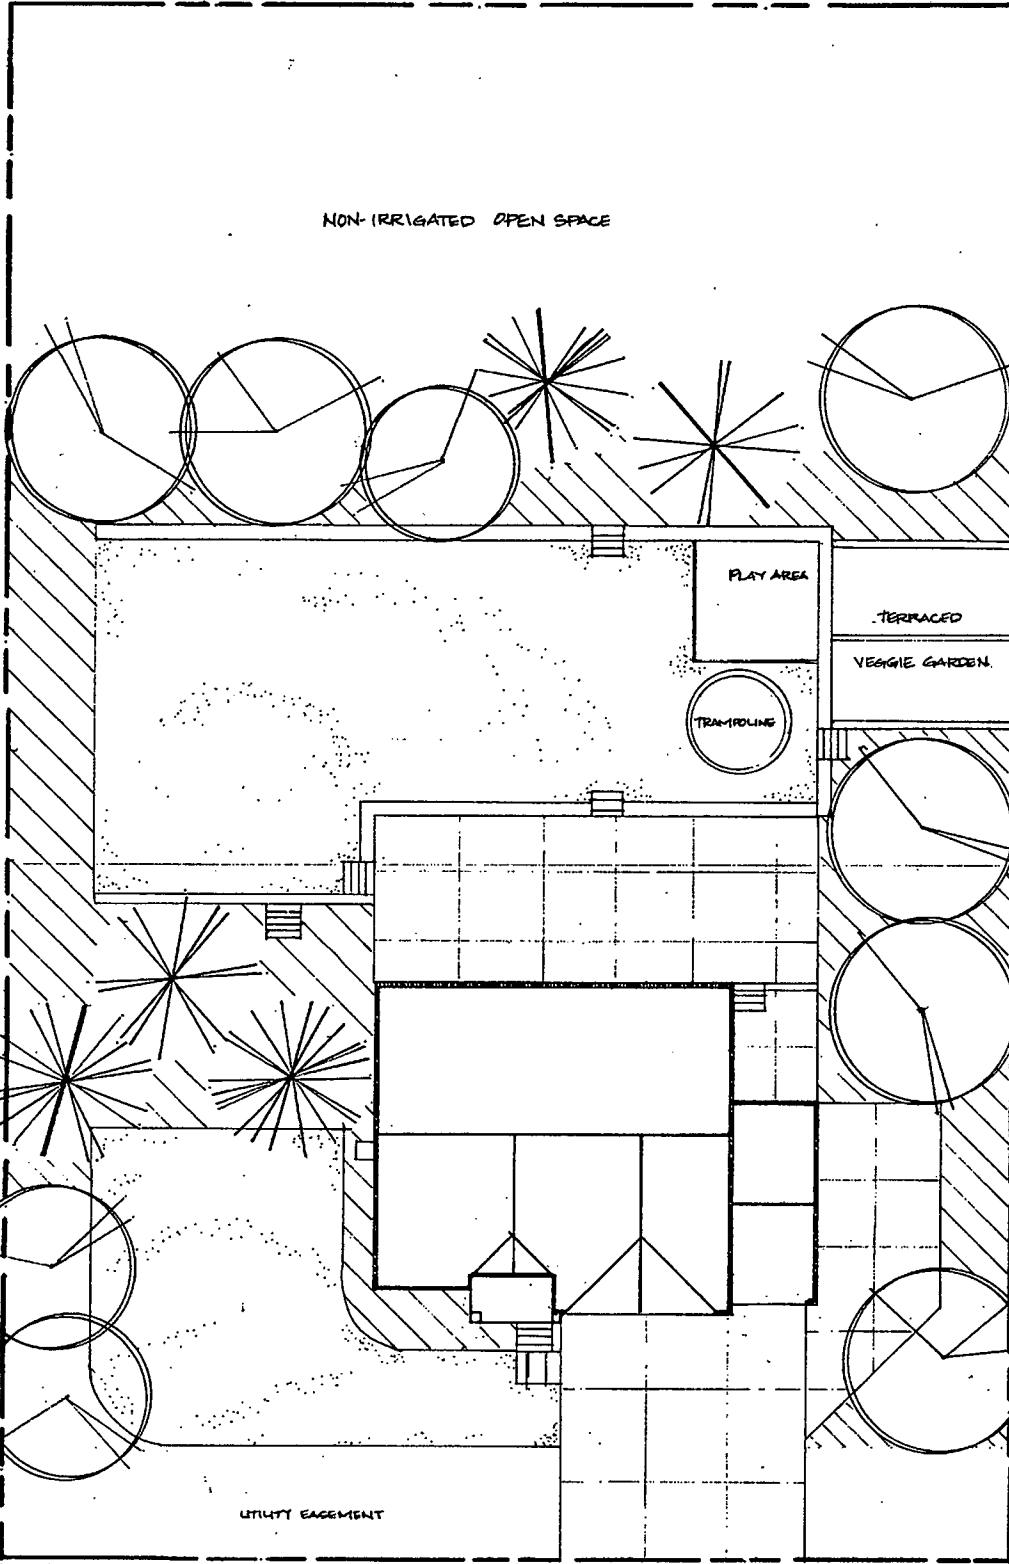 NON-IRRIGATED OPEN SPACE
PLAY AREA
TERRACED
VEGGIE GARDEN.
TRAMPOLINE
UTILITY EASEMENT